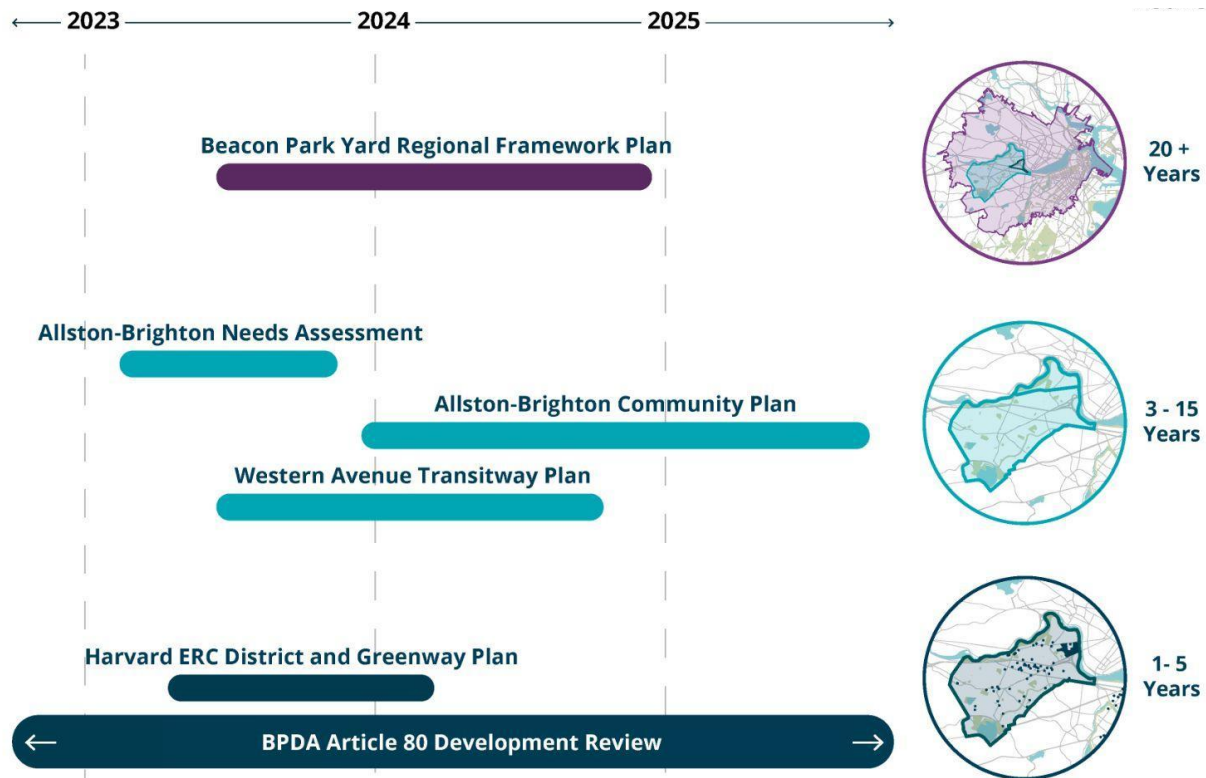 2023 2024 2025
Beacon Park Yard Regional Framework Plan
20 +
Years
Allston-Brighton Needs Assessment
Allston-Brighton Community Plan
3 - 15
Years
Western Avenue Transitway Plan
Harvard ERC District and Greenway Plan
1- 5
Years
BPDA Article 80 Development Review